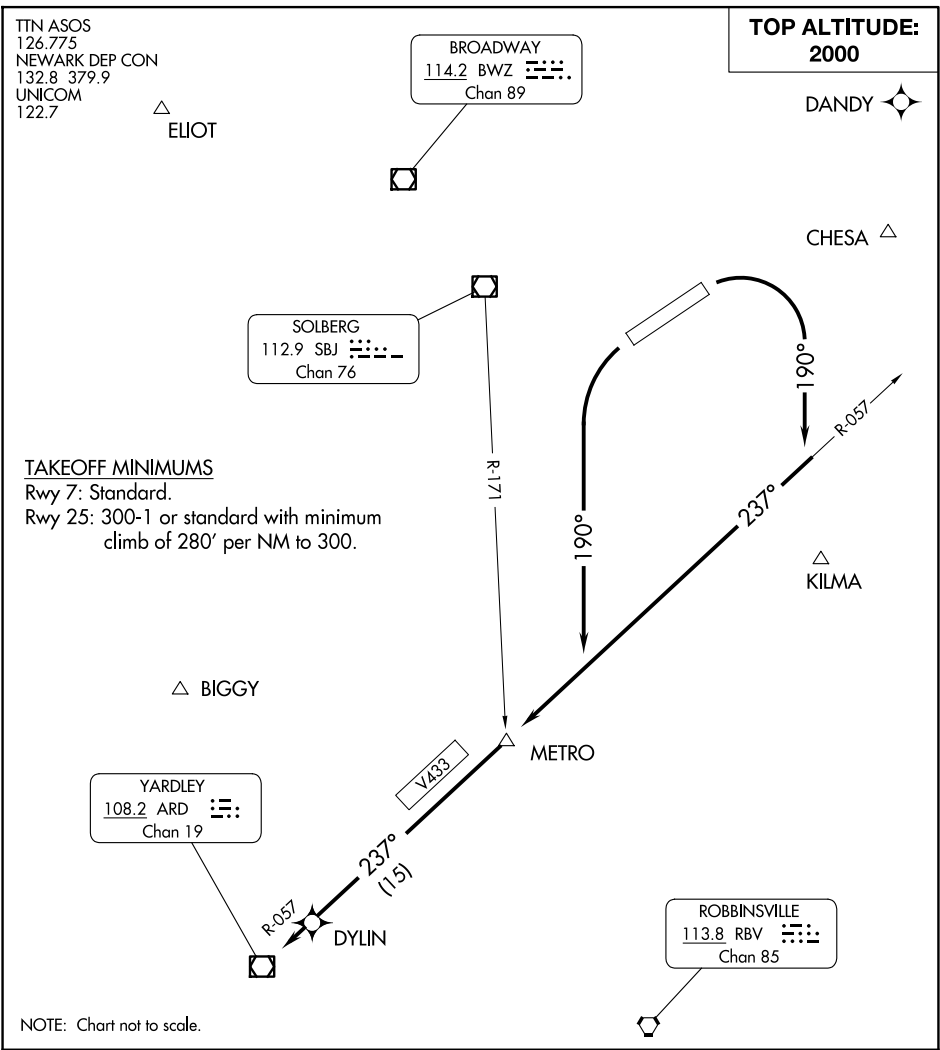 TTN ASOS
126.775
NEWARK DEP CON
132.8 379.9
UNICOM
122.7
TOP ALTITUDE:
2000
BROADWAY
114.2 BWZ
Chan 89
ELIOT
DANDY
CHESA
SOLBERG
112.9 SBJ
Chan 76
190°
R-057
R-171
TAKEOFF MINIMUMS
Rwy 7: Standard.
Rwy 25: 300-1 or standard with minimum
climb of 280' per NM to 300.
237°
190°
KILMA
BIGGY
METRO
V433
YARDLEY
108.2 ARD
Chan 19
237°
(15)
R-057
DYLIN
ROBBINSVILLE
113.8 RBV
Chan 85
NOTE: Chart not to scale.